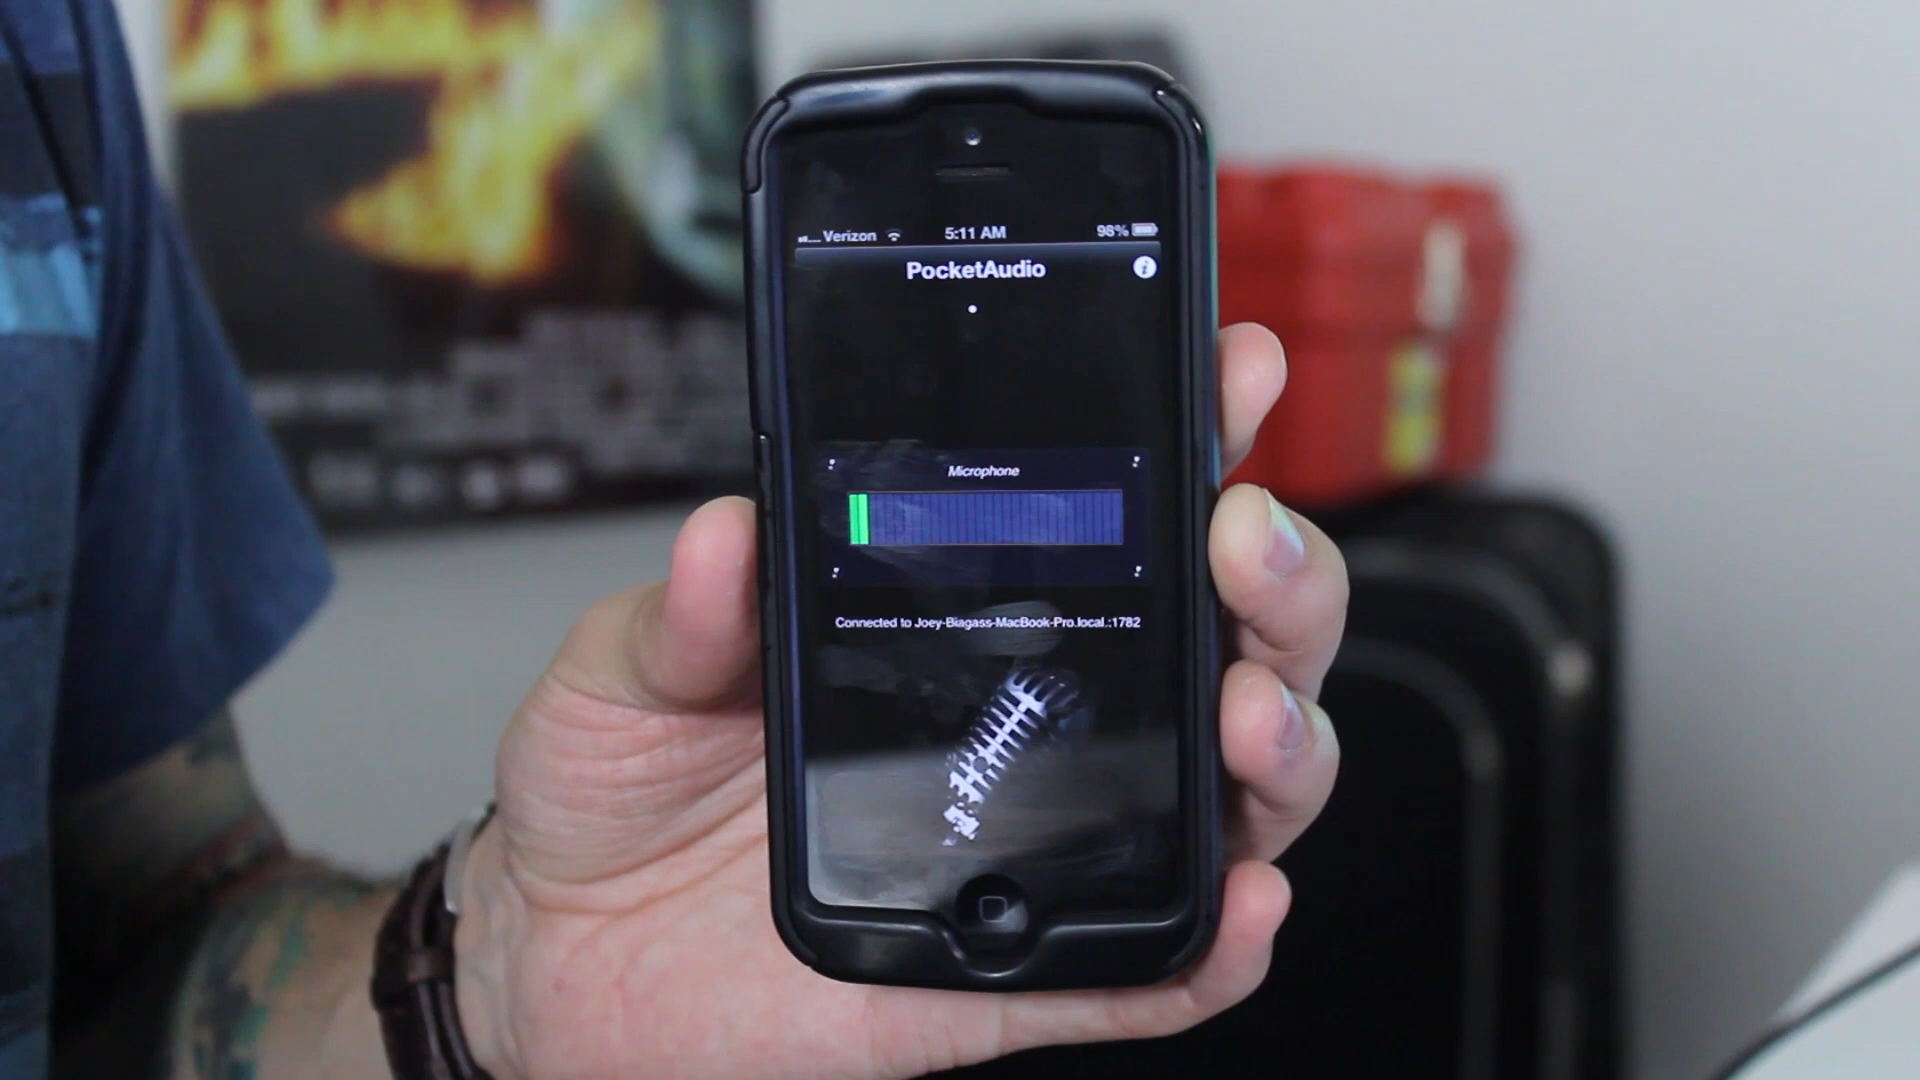 Verizon 5:11 AM 98%
PocketAudio
Microphone
Connected to Joey-Biagass-MacBook-Pro.local.:1782